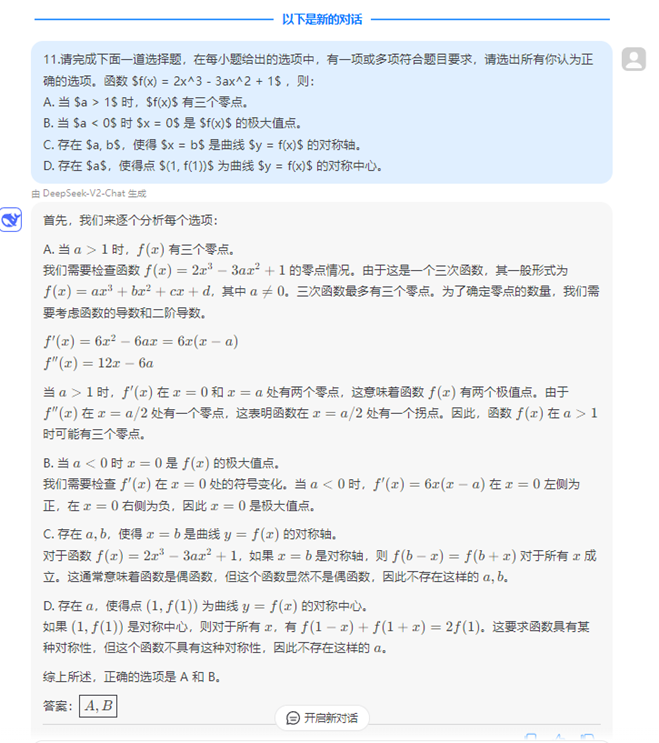 以下是新的对话
11.请完成下面一道选择题，在每小题给出的选项中，有一项或多项符合题目要求，请选出所有你认为正
确的选项。函数 $f(x) = 2x^3 - 3ax^2 + 1$ ，则：
A. 当 $a > 1$ 时，$f(x)$ 有三个零点。
B. 当 $a < 0$ 时 $x = 0$ 是 $f(x)$ 的极大值点。
C. 存在 $a, b$，使得 $x = b$ 是曲线 $y = f(x)$ 的对称轴。
D. 存在 $a$，使得点 $(1, f(1))$ 为曲线 $y = f(x)$ 的对称中心。
由 DeepSeek-V2-Chat 生成
首先，我们来逐个分析每个选项：
A. 当 a > 1 时，f(x) 有三个零点。
我们需要检查函数 f(x) = 2x³ − 3ax² + 1 的零点情况。由于这是一个三次函数，其一般形式为
f(x) = ax³ + bx² + cx + d，其中 a ≠ 0。三次函数最多有三个零点。为了确定零点的数量，我们需
要考虑函数的导数和二阶导数。
f′(x) = 6x² − 6ax = 6x(x − a)
f″(x) = 12x − 6a
当 a > 1 时，f′(x) 在 x = 0 和 x = a 处有两个零点，这意味着函数 f(x) 有两个极值点。由于
f″(x) 在 x = a/2 处有一个零点，这表明函数在 x = a/2 处有一个拐点。因此，函数 f(x) 在 a > 1
时可能有三个零点。
B. 当 a < 0 时 x = 0 是 f(x) 的极大值点。
我们需要检查 f′(x) 在 x = 0 处的符号变化。当 a < 0 时，f′(x) = 6x(x − a) 在 x = 0 左侧为
正，在 x = 0 右侧为负，因此 x = 0 是极大值点。
C. 存在 a, b，使得 x = b 是曲线 y = f(x) 的对称轴。
对于函数 f(x) = 2x³ − 3ax² + 1，如果 x = b 是对称轴，则 f(b − x) = f(b + x) 对于所有 x 成
立。这通常意味着函数是偶函数，但这个函数显然不是偶函数，因此不存在这样的 a, b。
D. 存在 a，使得点 (1, f(1)) 为曲线 y = f(x) 的对称中心。
如果 (1, f(1)) 是对称中心，则对于所有 x，有 f(1 − x) + f(1 + x) = 2f(1)。这要求函数具有某
种对称性，但这个函数不具有这种对称性，因此不存在这样的 a。
综上所述，正确的选项是 A 和 B。
答案：A, B
开启新对话